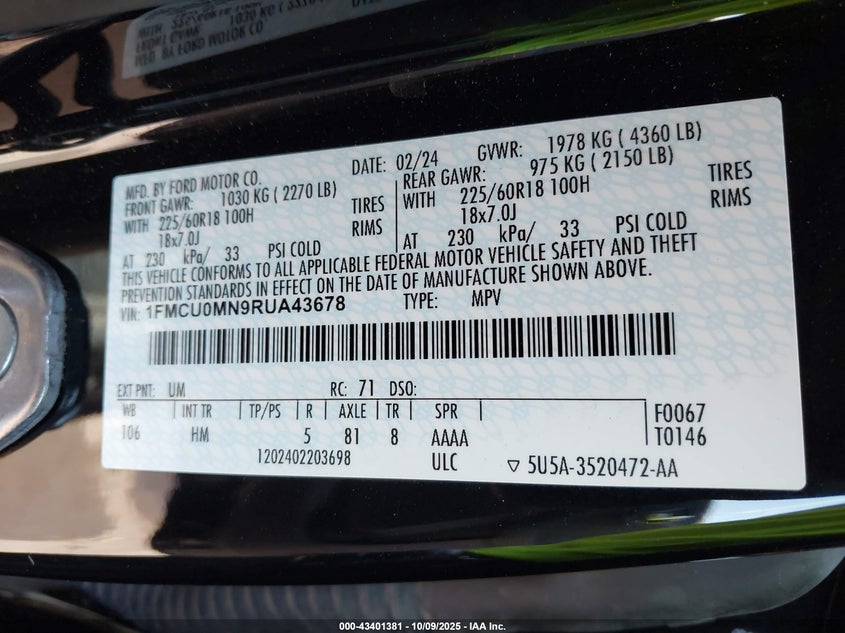 MFD. BY FORD MOTOR CO.
DATE: 02/24 GVWR: 1978 KG ( 4360 LB)
FRONT GAWR: 1030 KG ( 2270 LB) REAR GAWR: 975 KG ( 2150 LB)
WITH 225/60R18 100H TIRES WITH 225/60R18 100H TIRES
18x7.0J RIMS 18x7.0J RIMS
AT 230 kPa/ 33 PSI COLD AT 230 kPa/ 33 PSI COLD
THIS VEHICLE CONFORMS TO ALL APPLICABLE FEDERAL MOTOR VEHICLE SAFETY AND THEFT
PREVENTION STANDARDS IN EFFECT ON THE DATE OF MANUFACTURE SHOWN ABOVE.
VIN: 1FMCU0MN9RUA43678 TYPE: MPV
EXT PNT: UM RC: 71 DSO:
WB INT TR TP/PS R AXLE TR SPR F0067
106 HM 5 81 8 AAAA T0146
1202402203698 ULC ▽ 5U5A-3520472-AA
000-43401381 - 10/09/2025 - IAA Inc.